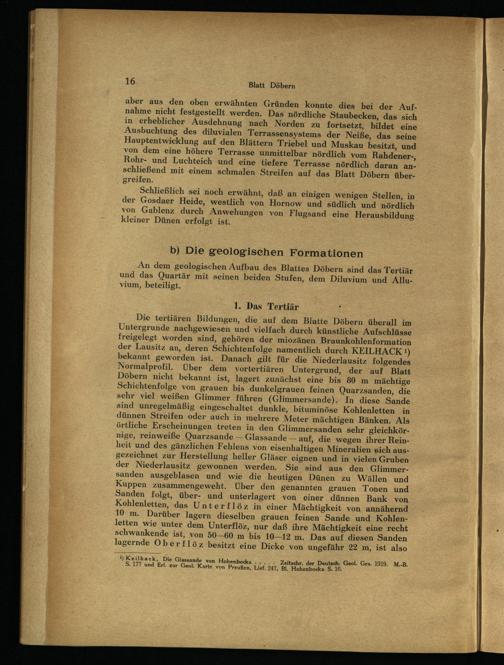 16
Blatt Döbern
aber aus den oben erwähnten Gründen konnte dies bei der Auf-
nahme nicht festgestellt werden. Das nördliche Staubecken, das sich
in erheblicher Ausdehnung nach Norden zu fortsetzt, bildet eine
Ausbuchtung des diluvialen Terrassensystems der Neiße, das seine
Hauptentwicklung auf den Blättern Triebel und Muskau besitzt, und
von dem eine höhere Terrasse unmittelbar nördlich vom Rahdener-,
Rohr- und Luchteich und eine tiefere Terrasse nördlich daran an-
schließend mit einem schmalen Streifen auf das Blatt Döbern über-
greifen.
Schließlich sei noch erwähnt, daß an einigen wenigen Stellen, in
der Gosdaer Heide, westlich von Hornow und südlich und nördlich
von Gablenz durch Anwehungen von Flugsand eine Herausbildung
kleiner Dünen erfolgt ist.
b) Die geologischen Formationen
An dem geologischen Aufbau des Blattes Döbern sind das Tertiär
und das Quartär mit seinen beiden Stufen, dem Diluvium und Allu-
vium, beteiligt.
1. Das Tertiär
Die tertiären Bildungen, die auf dem Blatte Döbern überall im
Untergrunde nachgewiesen und vielfach durch künstliche Aufschlüsse
freigelegt worden sind, gehören der miozänen Braunkohlenformation
der Lausitz an, deren Schichtenfolge namentlich durch KEILHACK ¹)
bekannt geworden ist. Danach gilt für die Niederlausitz folgendes
Normalprofil. Über dem vortertiären Untergrund, der auf Blatt
Döbern nicht bekannt ist, lagert zunächst eine bis 80 m mächtige
Schichtenfolge von grauen bis dunkelgrauen feinen Quarzsanden, die
sehr viel weißen Glimmer führen (Glimmersande). In diese Sande
sind unregelmäßig eingeschaltet dunkle, bituminöse Kohlenletten in
dünnen Streifen oder auch in mehrere Meter mächtigen Bänken. Als
örtliche Erscheinungen treten in den Glimmersanden sehr gleichkör-
nige, reinweiße Quarzsande — Glassande — auf, die wegen ihrer Rein-
heit und des gänzlichen Fehlens von eisenhaltigen Mineralien sich aus-
gezeichnet zur Herstellung heller Gläser eignen und in vielen Gruben
der Niederlausitz gewonnen werden. Sie sind aus den Glimmer-
sanden ausgeblasen und wie die heutigen Dünen zu Wällen und
Kuppen zusammengeweht. Über den genannten grauen Tonen und
Sanden folgt, über- und unterlagert von einer dünnen Bank von
Kohlenletten, das Unterflöz in einer Mächtigkeit von annähernd
10 m. Darüber lagern dieselben grauen feinen Sande und Kohlen-
letten wie unter dem Unterflöz, nur daß ihre Mächtigkeit eine recht
schwankende ist, von 50—60 m bis 10—12 m. Das auf diesen Sanden
lagernde Oberflöz besitzt eine Dicke von ungefähr 22 m, ist also
¹) Keilhack, Die Glassande von Hohenbocka . . . . . Zeitschr. der Deutsch. Geol. Ges. 1919. M.-B.
S. 177 und Erl. zur Geol. Karte von Preußen, Lief. 247, Bl. Hohenbocka S. 10.